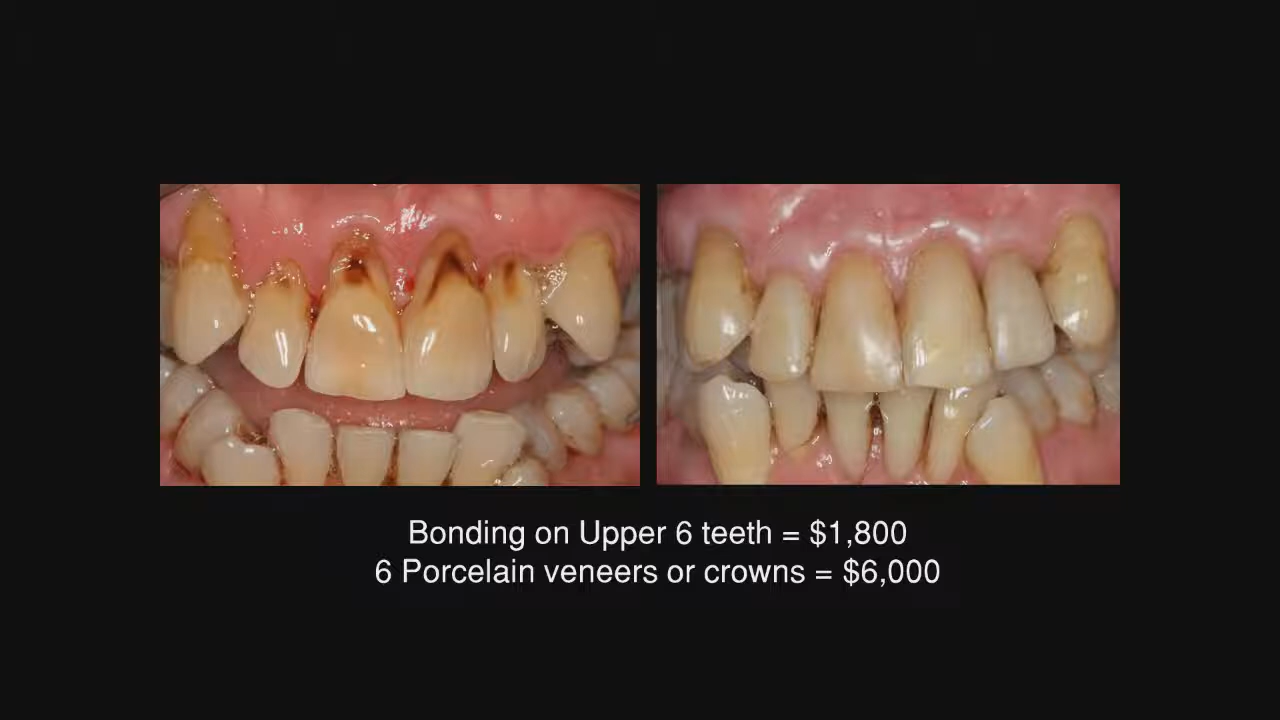 Bonding on Upper 6 teeth = $1,800
6 Porcelain veneers or crowns = $6,000